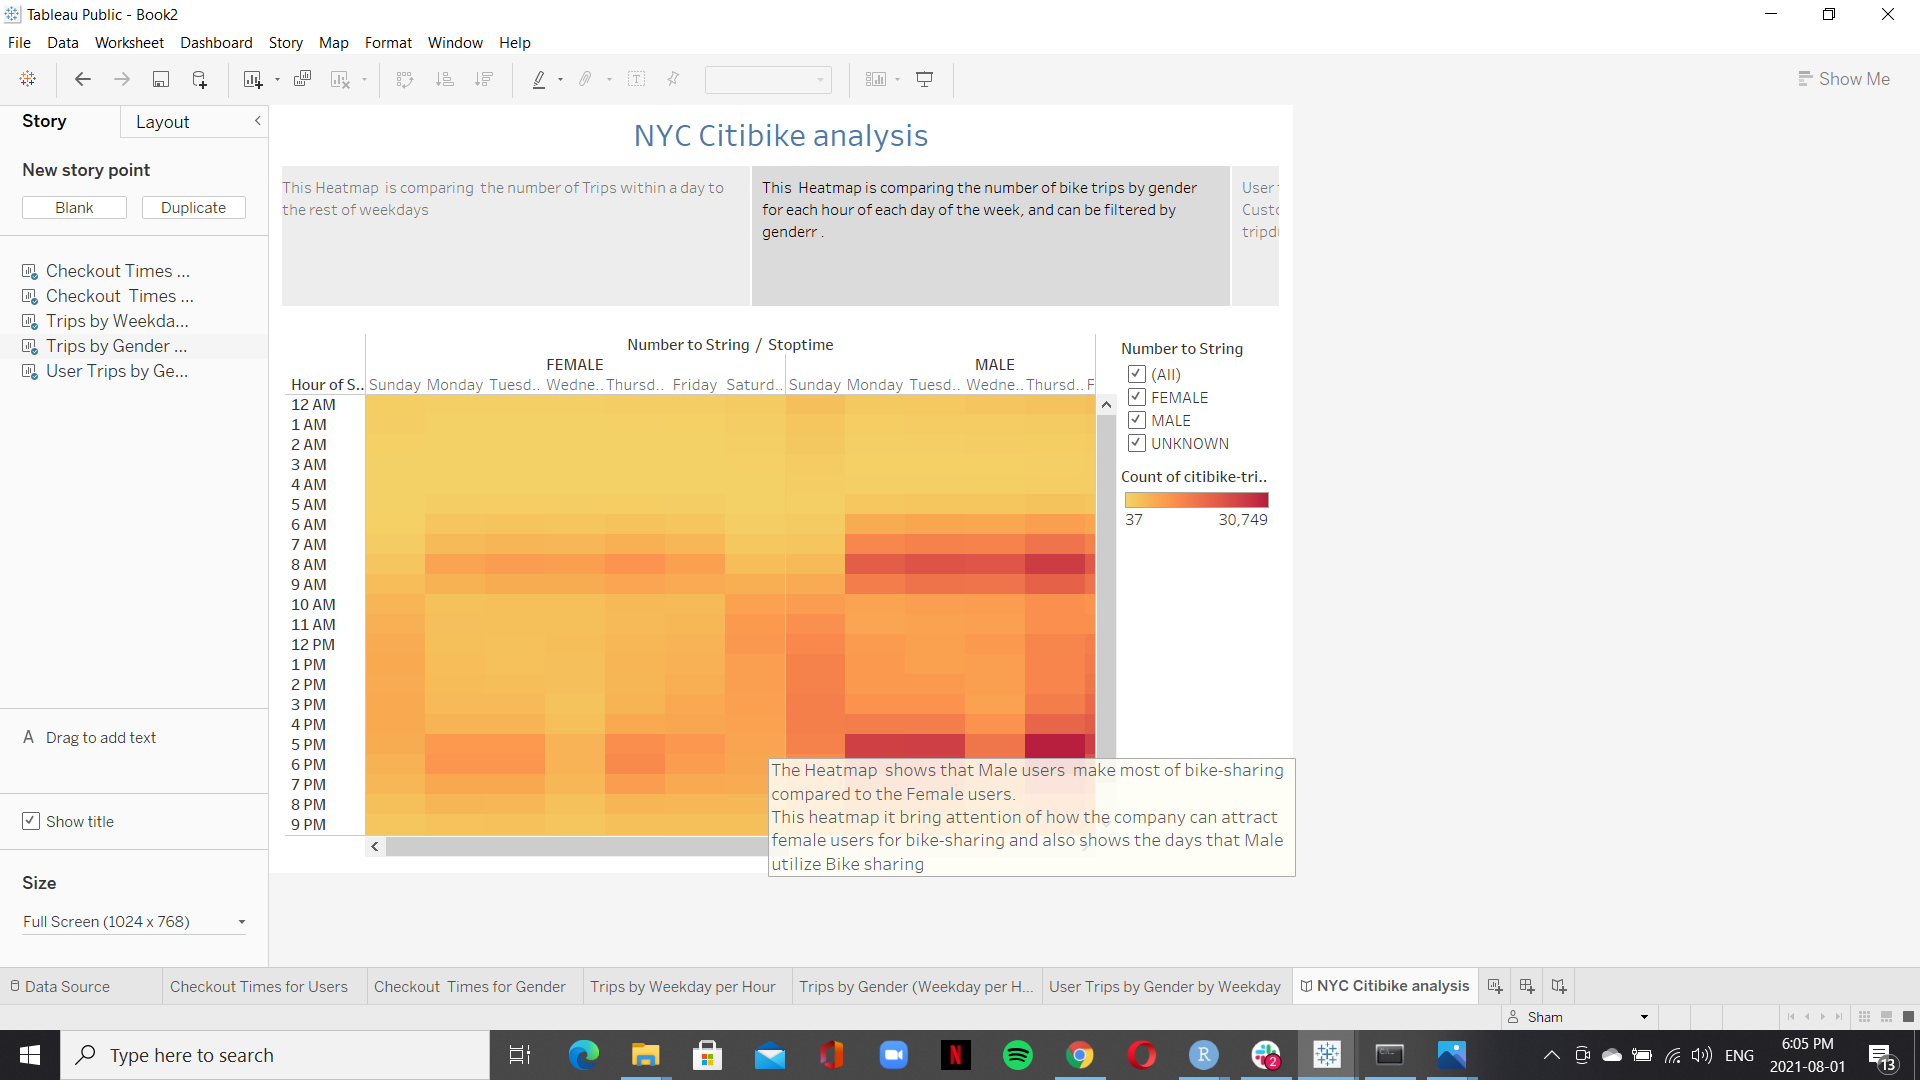 Tableau Public - Book2
File Data Worksheet Dashboard Story Map Format Window Help
Show Me
Story Layout
New story point
Blank Duplicate
Checkout Times ...
Checkout Times ...
Trips by Weekda...
Trips by Gender ...
User Trips by Ge...
A Drag to add text
Show title
Size
Full Screen (1024 x 768)
NYC Citibike analysis
This Heatmap is comparing the number of Trips within a day to
the rest of weekdays
This Heatmap is comparing the number of bike trips by gender
for each hour of each day of the week, and can be filtered by
genderr .
User
Custo
tripd
Number to String / Stoptime
FEMALE MALE
Hour of S.. Sunday Monday Tuesd.. Wedne.. Thursd.. Friday Saturd.. Sunday Monday Tuesd.. Wedne.. Thursd.. F
12 AM
1 AM
2 AM
3 AM
4 AM
5 AM
6 AM
7 AM
8 AM
9 AM
10 AM
11 AM
12 PM
1 PM
2 PM
3 PM
4 PM
5 PM
6 PM
7 PM
8 PM
9 PM
Number to String
(All)
FEMALE
MALE
UNKNOWN
Count of citibike-tri..
37 30,749
The Heatmap shows that Male users make most of bike-sharing
compared to the Female users.
This heatmap it bring attention of how the company can attract
female users for bike-sharing and also shows the days that Male
utilize Bike sharing
Data Source Checkout Times for Users Checkout Times for Gender Trips by Weekday per Hour Trips by Gender (Weekday per H... User Trips by Gender by Weekday NYC Citibike analysis
Sham
Type here to search
N
R
2
ENG
6:05 PM
2021-08-01
13